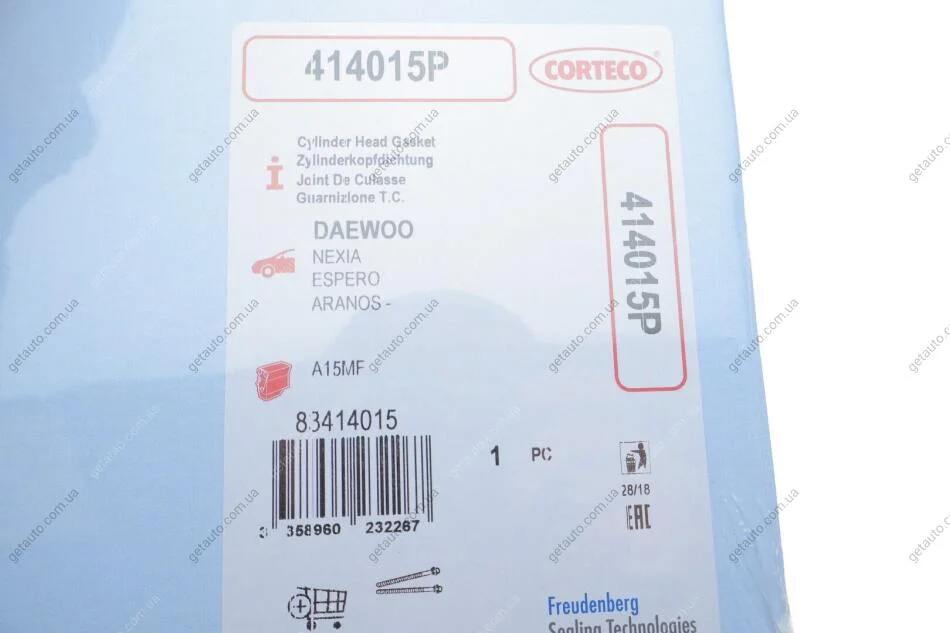 414015P
CORTECO®
Cylinder Head Gasket
Zylinderkopfdichtung
Joint De Culasse
Guarnizione T.C.
414015P
DAEWOO
NEXIA
ESPERO
ARANOS -
A15MF
83414015
1 PC
3 358960 232267
28/18
EAC
Freudenberg
Sealing Technologies
getauto.com.ua